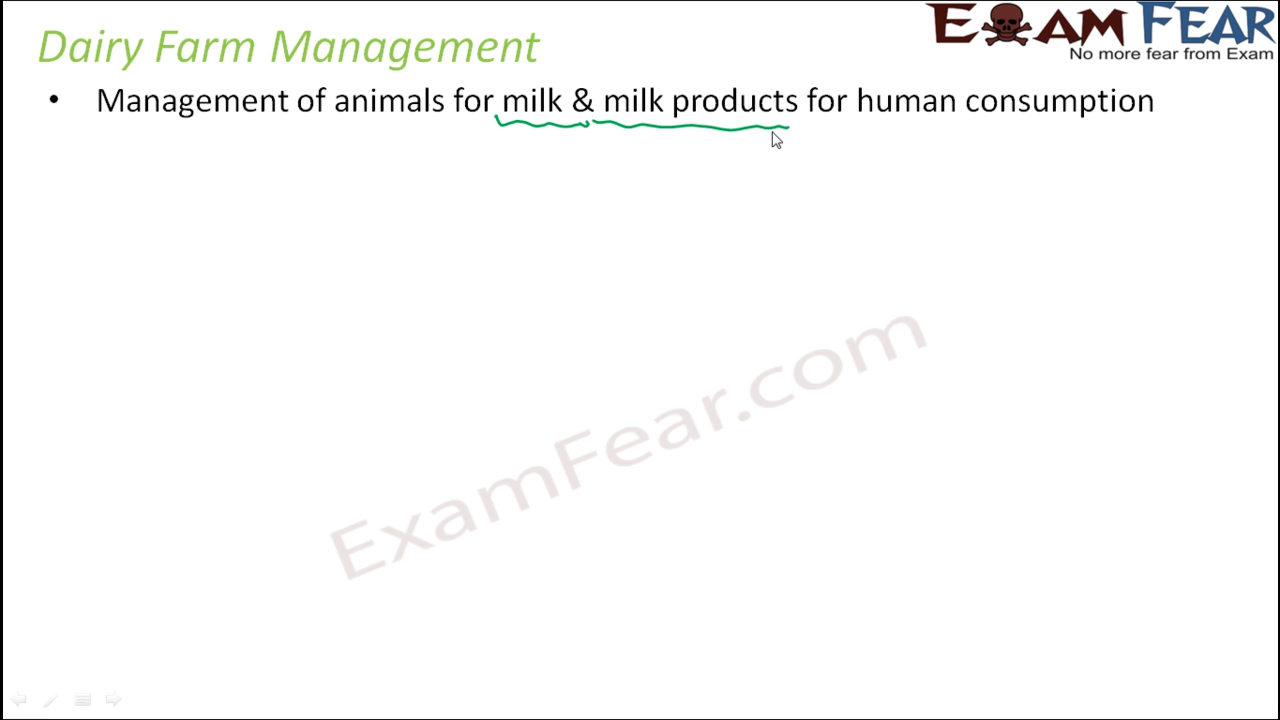 Dairy Farm Management
EXAM FEAR
No more fear from Exam
• Management of animals for milk & milk products for human consumption
ExamFear.com